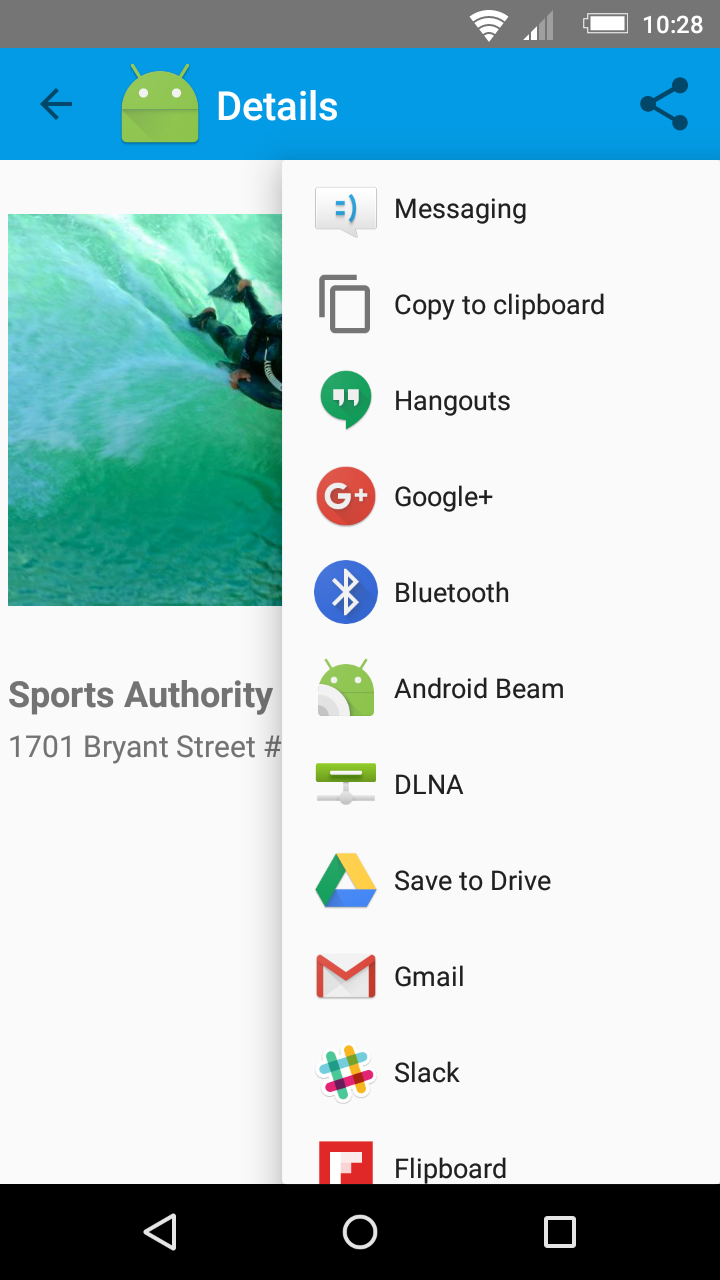 10:28
Details
Messaging
Copy to clipboard
Hangouts
G+ Google+
Bluetooth
Sports Authority
Android Beam
1701 Bryant Street #
DLNA
Save to Drive
Gmail
Slack
Flipboard